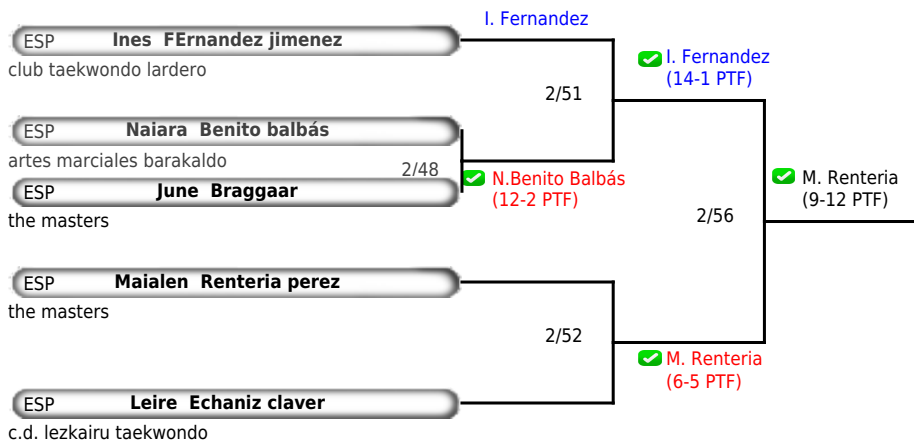 I. Fernandez
ESP Ines FErnandez jimenez
club taekwondo lardero
I. Fernandez
(14-1 PTF)
2/51
ESP Naiara Benito balbás
artes marciales barakaldo
2/48
N.Benito Balbás
(12-2 PTF)
M. Renteria
(9-12 PTF)
ESP June Braggaar
the masters
2/56
ESP Maialen Renteria perez
the masters
2/52
M. Renteria
(6-5 PTF)
ESP Leire Echaniz claver
c.d. lezkairu taekwondo